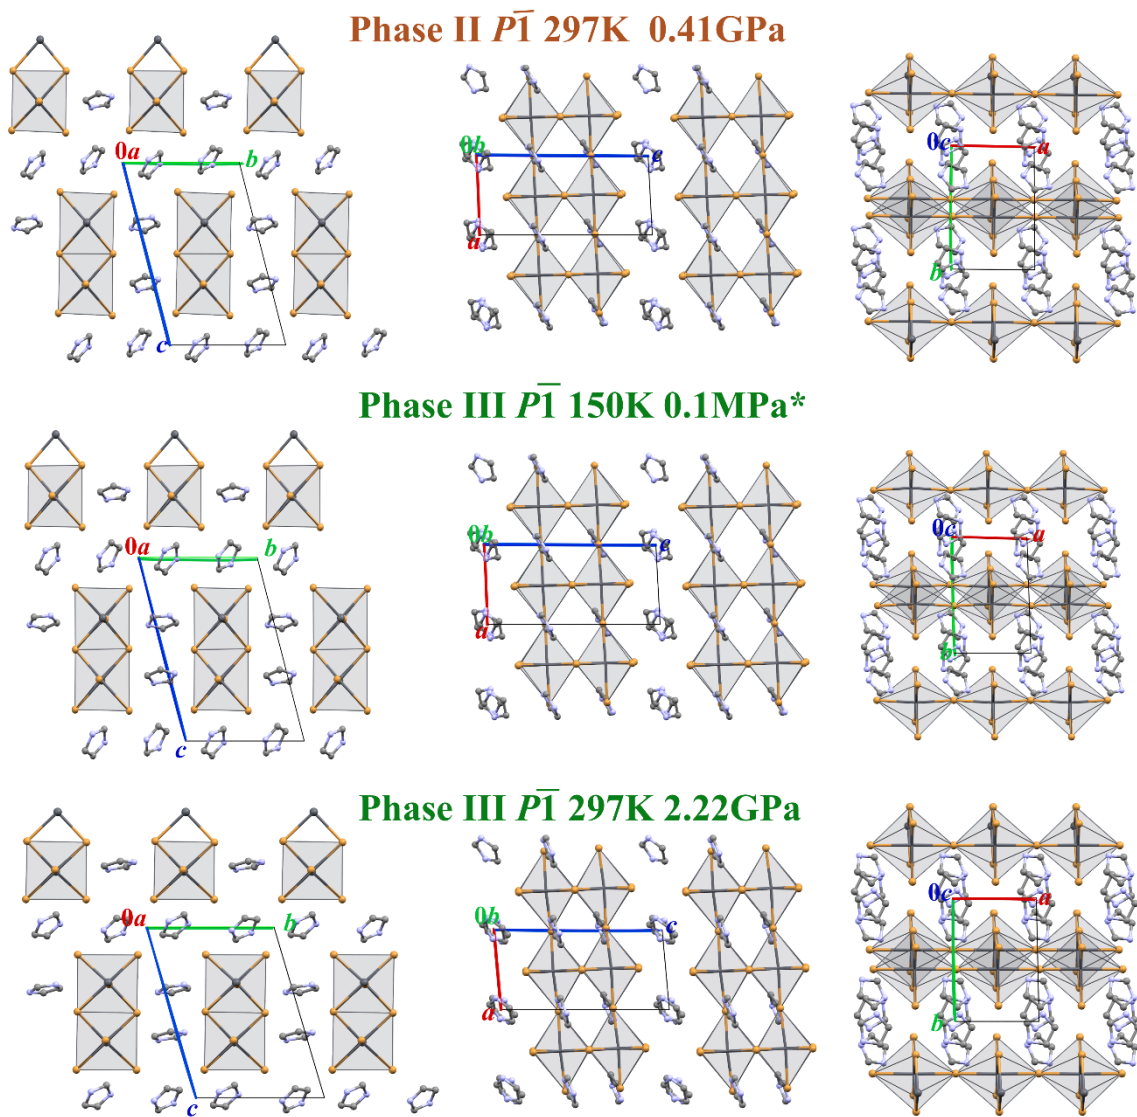 Phase II P1̅ 297K 0.41GPa
0a b
c
0b c
a
0c a
b
Phase III P1̅ 150K 0.1MPa*
0a b
c
0b c
a
0c a
b
Phase III P1̅ 297K 2.22GPa
0a b
c
0b c
a
0c a
b